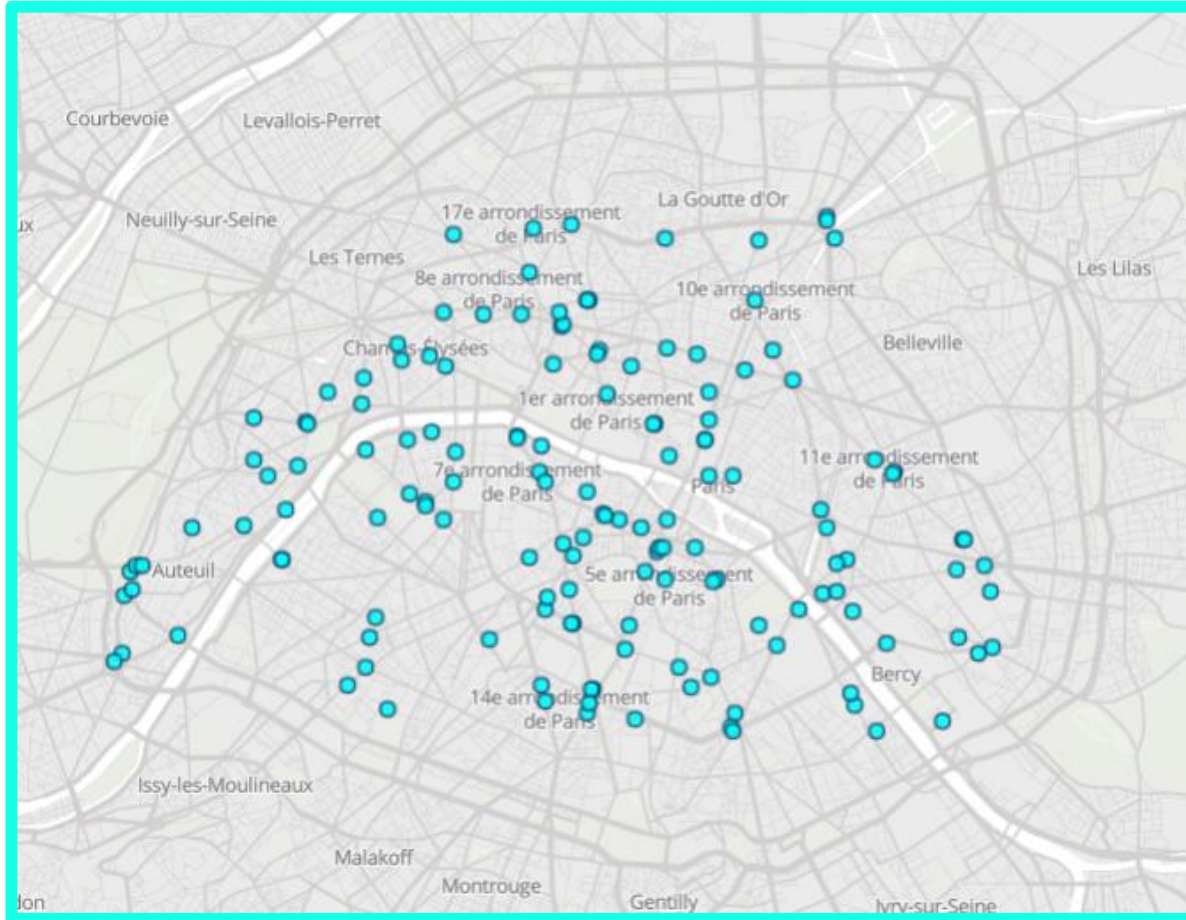 Courbevoie
Levallois-Perret
Neuilly-sur-Seine
ux
17e arrondissement
de Paris
La Goutte d'Or
Les Ternes
8e arrondissement
de Paris
10e arrondissement
de Paris
Les Lilas
Belleville
Champs-Élysées
1er arrondissement
de Paris
7e arrondissement
de Paris
Paris
11e arrondissement
de Paris
Auteuil
5e arrondissement
de Paris
Bercy
14e arrondissement
de Paris
Issy-les-Moulineaux
Malakoff
Montrouge
Gentilly
Ivry-sur-Seine
don